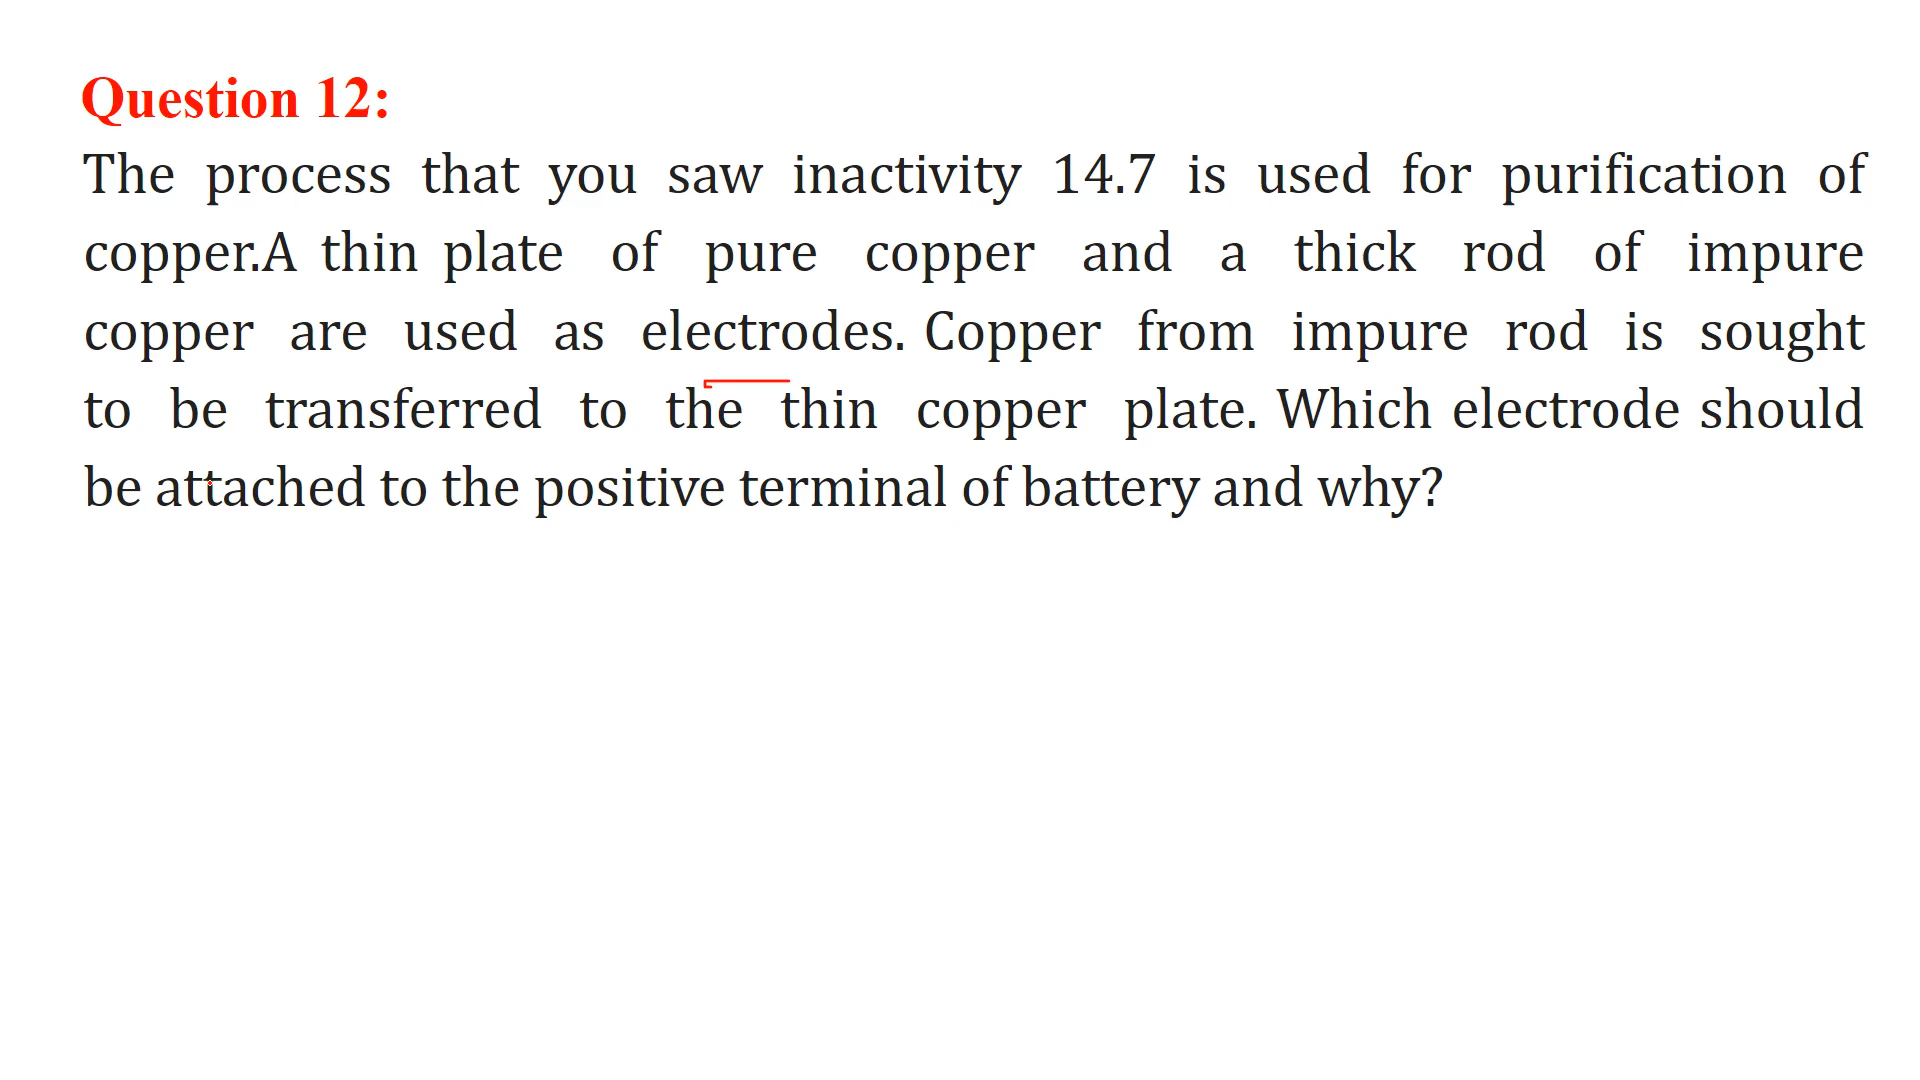 Question 12:
The process that you saw inactivity 14.7 is used for purification of
copper.A thin plate of pure copper and a thick rod of impure
copper are used as electrodes. Copper from impure rod is sought
to be transferred to the thin copper plate. Which electrode should
be attached to the positive terminal of battery and why?